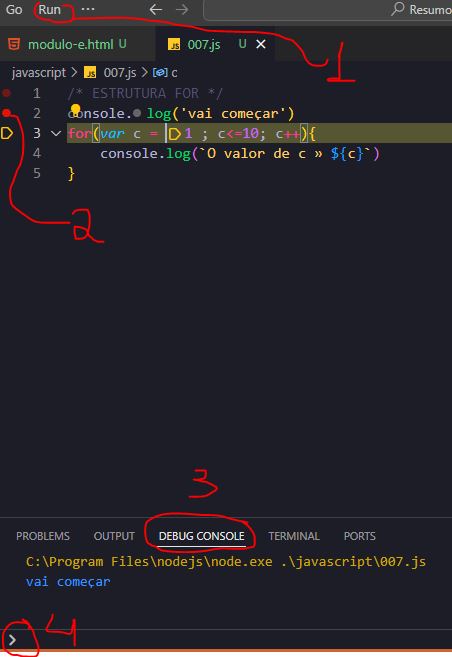 Go Run ... Resumo
modulo-e.html U 007.js U
1
javascript > JS 007.js > c
1 /* ESTRUTURA FOR */
2 console. log('vai começar')
3 for(var c = 1 ; c<=10; c++){
4 console.log(`O valor de c » ${c}`)
5 }
2
3
PROBLEMS OUTPUT DEBUG CONSOLE TERMINAL PORTS
C:\Program Files\nodejs\node.exe .\javascript\007.js
vai começar
> 4